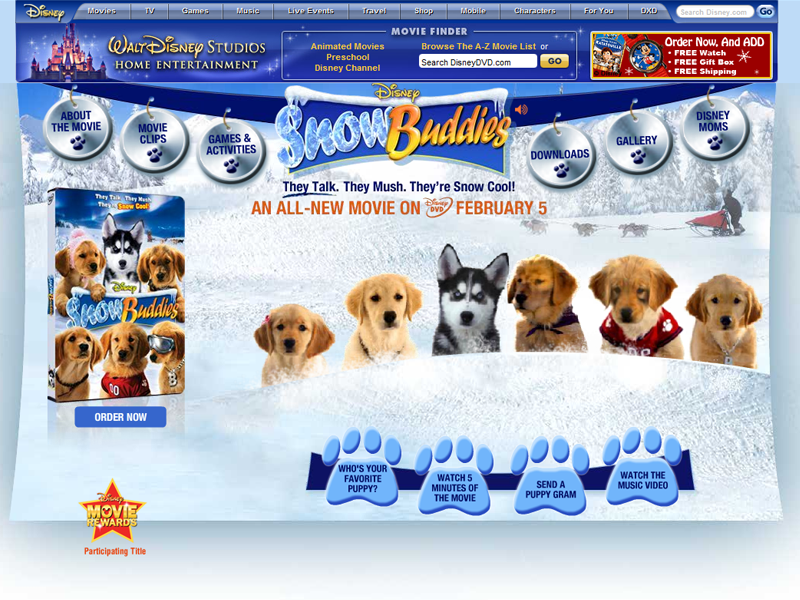 Disney
Movies
TV
Games
Music
Live Events
Travel
Shop
Mobile
Characters
For You
DXD
Search Disney.com
Go
WALT DISNEY STUDIOS
HOME ENTERTAINMENT
MOVIE FINDER
Animated Movies
Preschool
Disney Channel
Browse The A-Z Movie List or
Search DisneyDVD.com
GO
Order Now, And ADD
• FREE Watch
• FREE Gift Box
• FREE Shipping
ABOUT
THE MOVIE
MOVIE
CLIPS
GAMES &
ACTIVITIES
Disney
Snow Buddies
DOWNLOADS
GALLERY
DISNEY
MOMS
They Talk. They Mush. They're Snow Cool!
AN ALL-NEW MOVIE ON Disney DVD FEBRUARY 5
They Talk. They Mush.
They're Snow Cool!
Disney
Snow Buddies
ORDER NOW
WHO'S YOUR
FAVORITE
PUPPY?
WATCH 5
MINUTES OF
THE MOVIE
SEND A
PUPPY GRAM
WATCH THE
MUSIC VIDEO
Disney
MOVIE
REWARDS
Participating Title